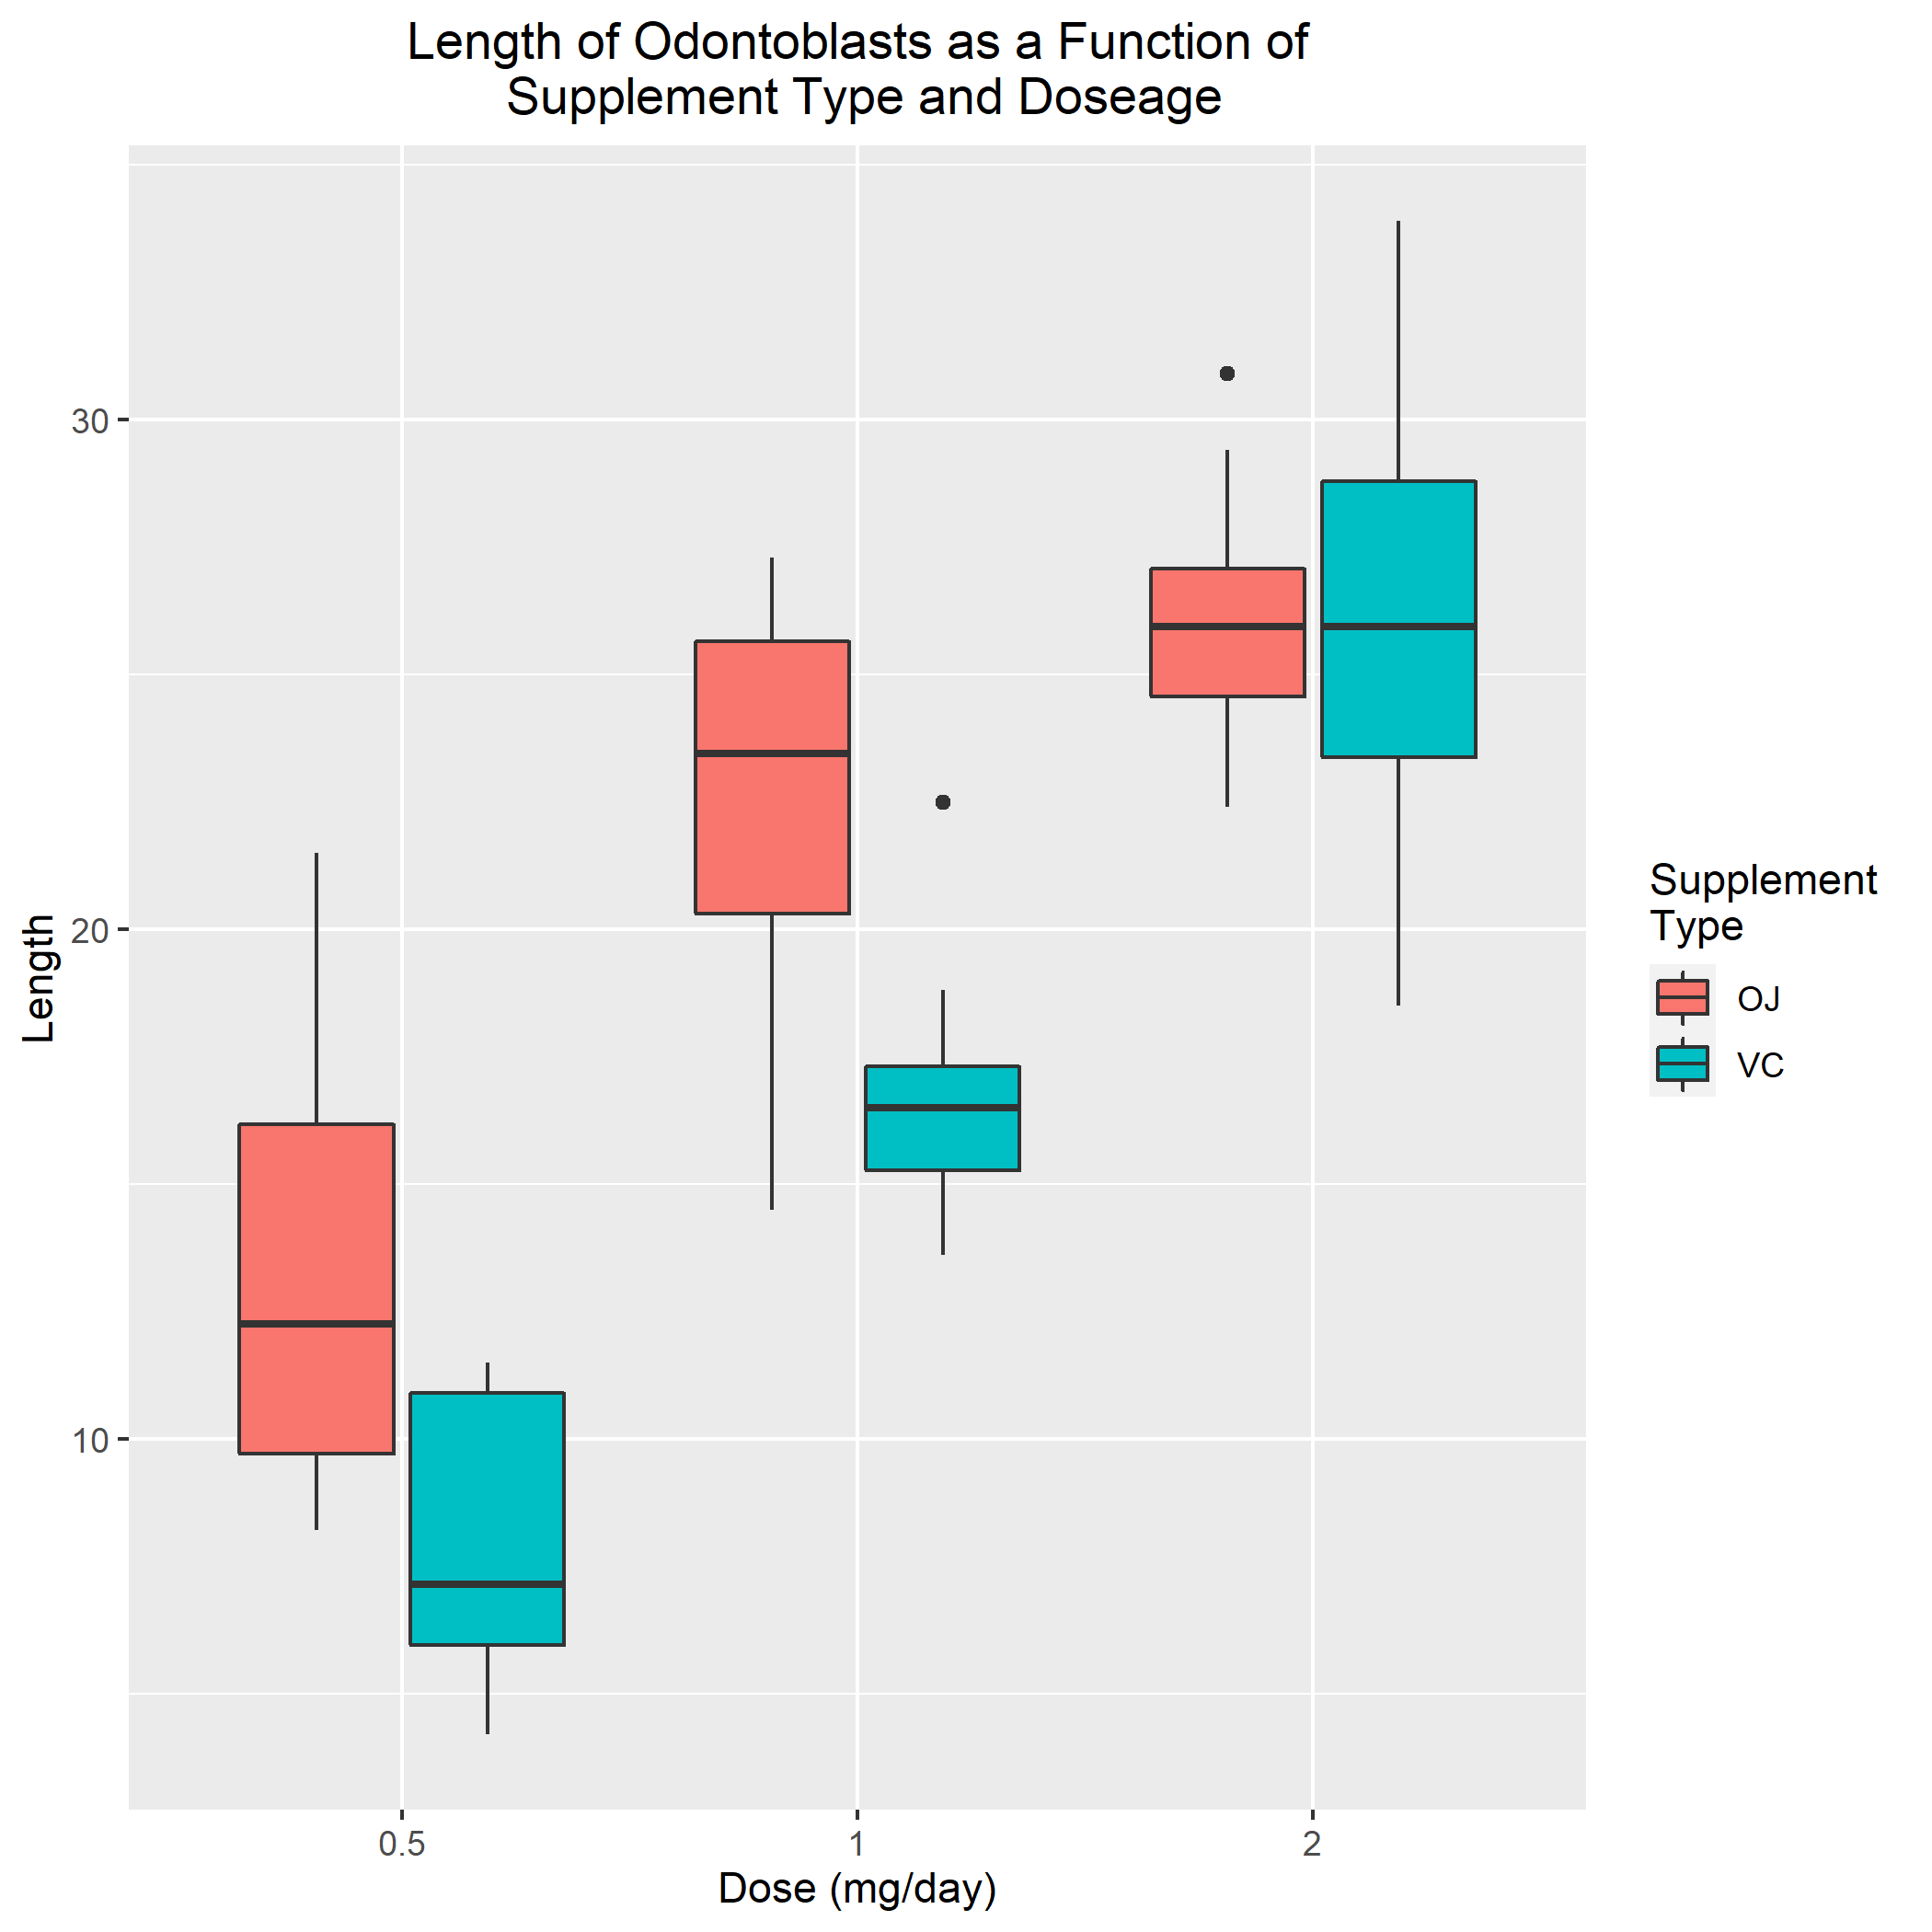 Length of Odontoblasts as a Function of
Supplement Type and Doseage
Length
30
20
10
0.5
1
2
Dose (mg/day)
Supplement
Type
OJ
VC